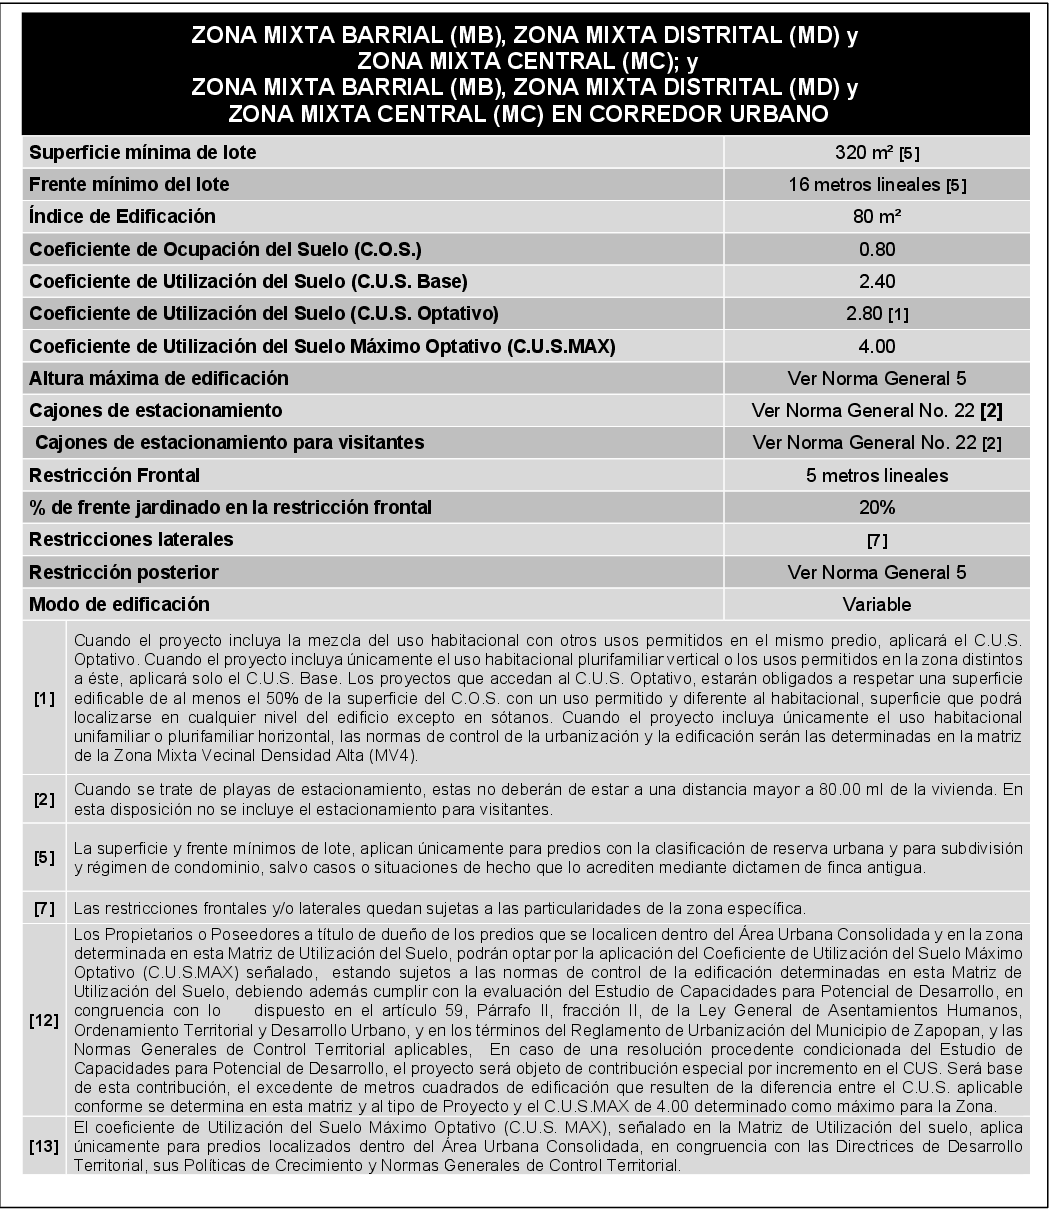 ZONA MIXTA BARRIAL (MB), ZONA MIXTA DISTRITAL (MD) y
ZONA MIXTA CENTRAL (MC); y
ZONA MIXTA BARRIAL (MB), ZONA MIXTA DISTRITAL (MD) y
ZONA MIXTA CENTRAL (MC) EN CORREDOR URBANO
Superficie mínima de lote 320 m² [5]
Frente mínimo del lote 16 metros lineales [5]
Índice de Edificación 80 m²
Coeficiente de Ocupación del Suelo (C.O.S.) 0.80
Coeficiente de Utilización del Suelo (C.U.S. Base) 2.40
Coeficiente de Utilización del Suelo (C.U.S. Optativo) 2.80 [1]
Coeficiente de Utilización del Suelo Máximo Optativo (C.U.S.MAX) 4.00
Altura máxima de edificación Ver Norma General 5
Cajones de estacionamiento Ver Norma General No. 22 [2]
Cajones de estacionamiento para visitantes Ver Norma General No. 22 [2]
Restricción Frontal 5 metros lineales
% de frente jardinado en la restricción frontal 20%
Restricciones laterales [7]
Restricción posterior Ver Norma General 5
Modo de edificación Variable
[1] Cuando el proyecto incluya la mezcla del uso habitacional con otros usos permitidos en el mismo predio, aplicará el C.U.S.
Optativo. Cuando el proyecto incluya únicamente el uso habitacional plurifamiliar vertical o los usos permitidos en la zona distintos
a éste, aplicará solo el C.U.S. Base. Los proyectos que accedan al C.U.S. Optativo, estarán obligados a respetar una superficie
edificable de al menos el 50% de la superficie del C.O.S. con un uso permitido y diferente al habitacional, superficie que podrá
localizarse en cualquier nivel del edificio excepto en sótanos. Cuando el proyecto incluya únicamente el uso habitacional
unifamiliar o plurifamiliar horizontal, las normas de control de la urbanización y la edificación serán las determinadas en la matriz
de la Zona Mixta Vecinal Densidad Alta (MV4).
[2] Cuando se trate de playas de estacionamiento, estas no deberán de estar a una distancia mayor a 80.00 ml de la vivienda. En
esta disposición no se incluye el estacionamiento para visitantes.
[5] La superficie y frente mínimos de lote, aplican únicamente para predios con la clasificación de reserva urbana y para subdivisión
y régimen de condominio, salvo casos o situaciones de hecho que lo acrediten mediante dictamen de finca antigua.
[7] Las restricciones frontales y/o laterales quedan sujetas a las particularidades de la zona específica.
[12] Los Propietarios o Poseedores a título de dueño de los predios que se localicen dentro del Área Urbana Consolidada y en la zona
determinada en esta Matriz de Utilización del Suelo, podrán optar por la aplicación del Coeficiente de Utilización del Suelo Máximo
Optativo (C.U.S.MAX) señalado, estando sujetos a las normas de control de la edificación determinadas en esta Matriz de
Utilización del Suelo, debiendo además cumplir con la evaluación del Estudio de Capacidades para Potencial de Desarrollo, en
congruencia con lo dispuesto en el artículo 59, Párrafo II, fracción II, de la Ley General de Asentamientos Humanos,
Ordenamiento Territorial y Desarrollo Urbano, y en los términos del Reglamento de Urbanización del Municipio de Zapopan, y las
Normas Generales de Control Territorial aplicables, En caso de una resolución procedente condicionada del Estudio de
Capacidades para Potencial de Desarrollo, el proyecto será objeto de contribución especial por incremento en el CUS. Será base
de esta contribución, el excedente de metros cuadrados de edificación que resulten de la diferencia entre el C.U.S. aplicable
conforme se determina en esta matriz y al tipo de Proyecto y el C.U.S.MAX de 4.00 determinado como máximo para la Zona.
[13] El coeficiente de Utilización del Suelo Máximo Optativo (C.U.S. MAX), señalado en la Matriz de Utilización del suelo, aplica
únicamente para predios localizados dentro del Área Urbana Consolidada, en congruencia con las Directrices de Desarrollo
Territorial, sus Políticas de Crecimiento y Normas Generales de Control Territorial.